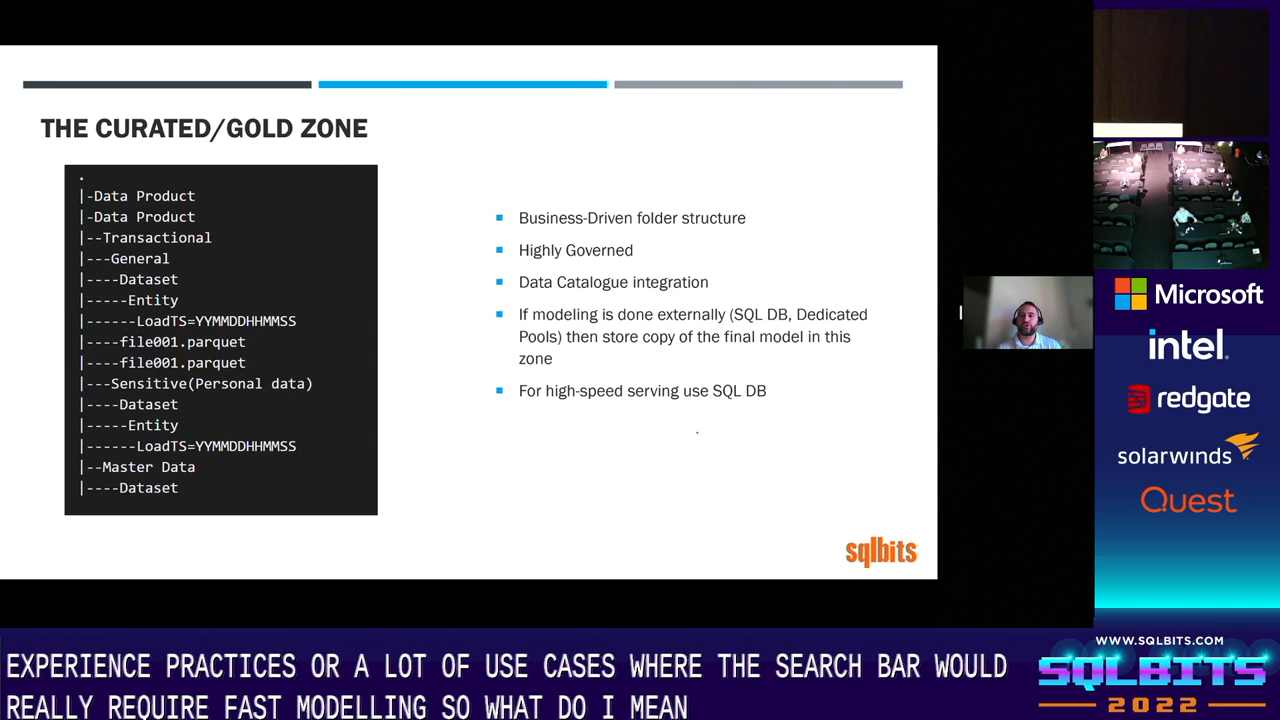 THE CURATED/GOLD ZONE
.
|-Data Product
|-Data Product
|--Transactional
|---General
|----Dataset
|-----Entity
|------LoadTS=YYMMDDHHMMSS
|----file001.parquet
|----file001.parquet
|---Sensitive(Personal data)
|----Dataset
|-----Entity
|------LoadTS=YYMMDDHHMMSS
|--Master Data
|----Dataset
Business-Driven folder structure
Highly Governed
Data Catalogue integration
If modeling is done externally (SQL DB, Dedicated
Pools) then store copy of the final model in this
zone
For high-speed serving use SQL DB
sqlbits
Microsoft
intel.
redgate
solarwinds
Quest
WWW.SQLBITS.COM
SQLBITS
2022
EXPERIENCE PRACTICES OR A LOT OF USE CASES WHERE THE SEARCH BAR WOULD
REALLY REQUIRE FAST MODELLING SO WHAT DO I MEAN